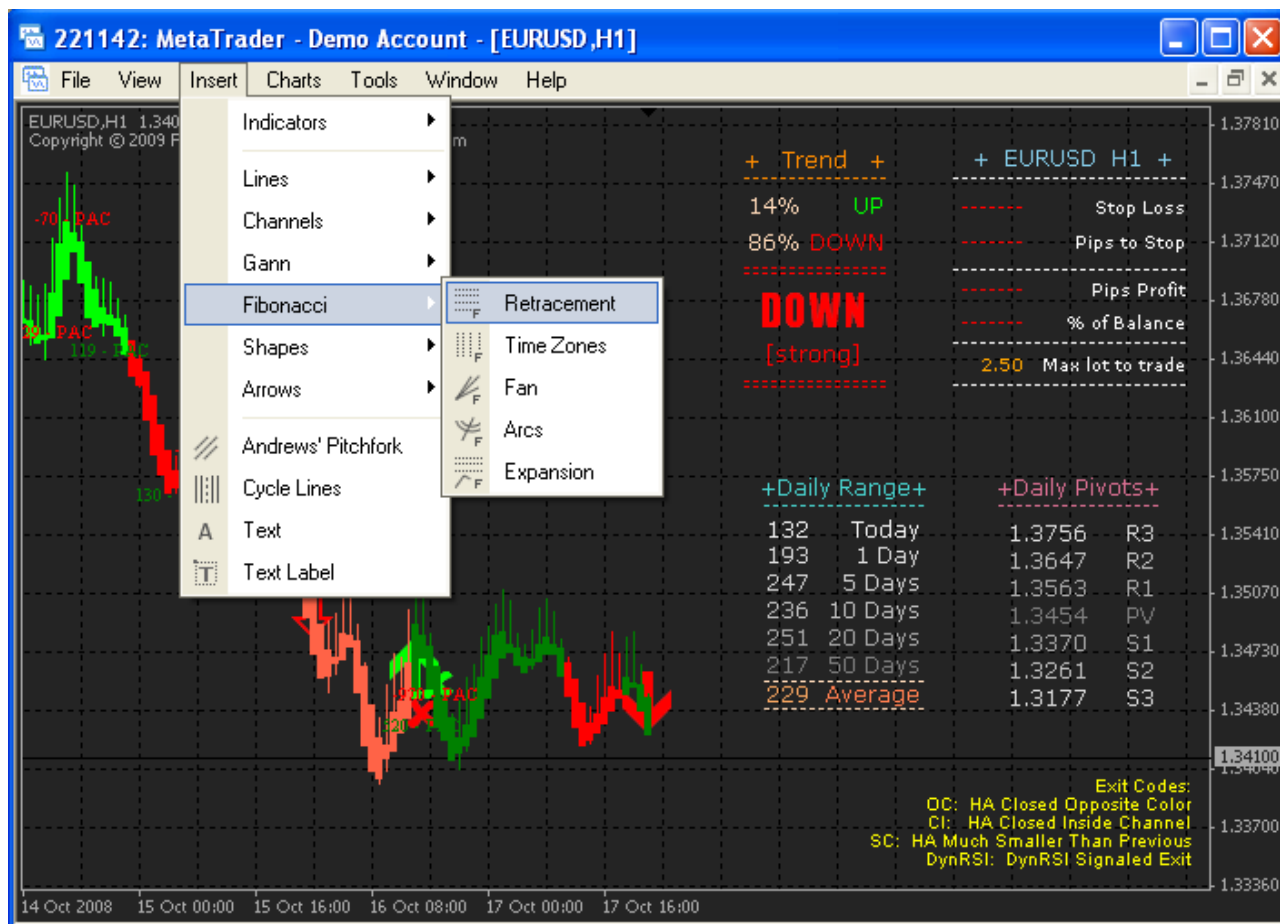 221142: MetaTrader - Demo Account - [EURUSD,H1]
File View Insert Charts Tools Window Help
EURUSD,H1 1.340
Copyright © 2009 F
m
Indicators
Lines
Channels
Gann
Fibonacci
Shapes
Arrows
Andrews' Pitchfork
Cycle Lines
A Text
T Text Label
F Retracement
F Time Zones
F Fan
F Arcs
F Expansion
-70 - PAC
PAC
119 - PAC
130 -
PAC
+ Trend +
14% UP
86% DOWN
DOWN
[strong]
+ EURUSD H1 +
Stop Loss
Pips to Stop
Pips Profit
% of Balance
2.50 Max lot to trade
+Daily Range+
132 Today
193 1 Day
247 5 Days
236 10 Days
251 20 Days
217 50 Days
229 Average
+Daily Pivots+
1.3756 R3
1.3647 R2
1.3563 R1
1.3454 PV
1.3370 S1
1.3261 S2
1.3177 S3
Exit Codes:
OC: HA Closed Opposite Color
CI: HA Closed Inside Channel
SC: HA Much Smaller Than Previous
DynRSI: DynRSI Signaled Exit
1.37810
1.37470
1.37120
1.36780
1.36440
1.36100
1.35750
1.35410
1.35070
1.34730
1.34380
1.34100
1.34040
1.33700
1.33360
14 Oct 2008 15 Oct 00:00 15 Oct 16:00 16 Oct 08:00 17 Oct 00:00 17 Oct 16:00